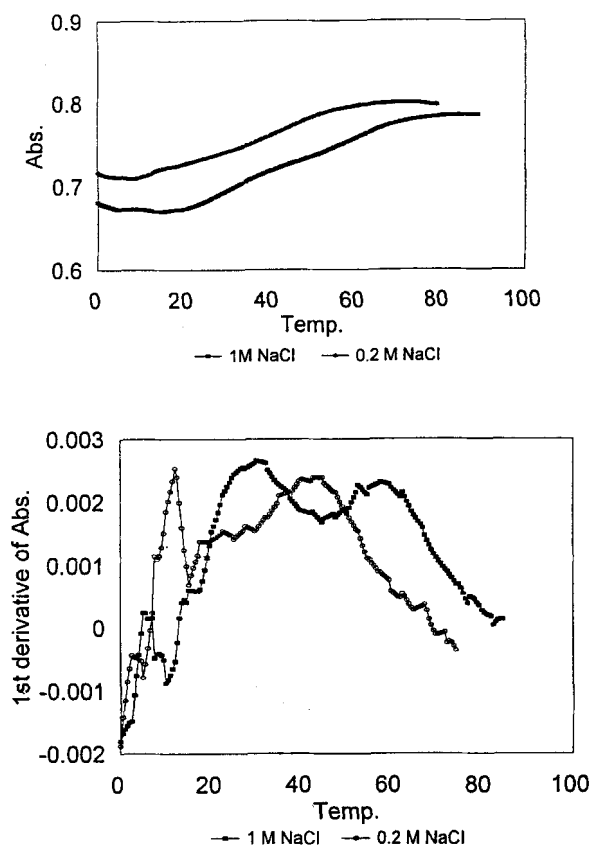 0.9
0.8
0.7
0.6
Abs.
0 20 40 60 80 100
Temp.
1M NaCl 0.2 M NaCl
0.003
0.002
0.001
0
-0.001
-0.002
1st derivative of Abs.
0 20 40 60 80 100
Temp.
1 M NaCl 0.2 M NaCl